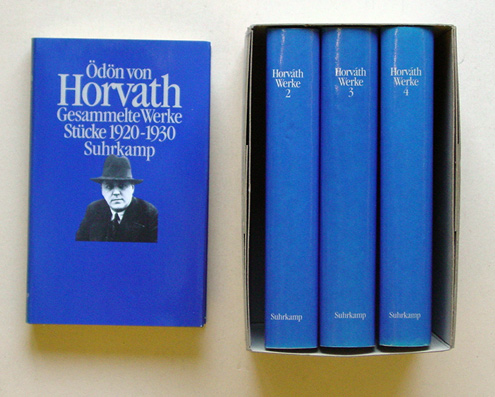 Ödön von
Horváth
Gesammelte Werke
Stücke 1920-1930
Suhrkamp
Horváth
Werke
2
Suhrkamp
Horváth
Werke
3
Suhrkamp
Horváth
Werke
4
Suhrkamp